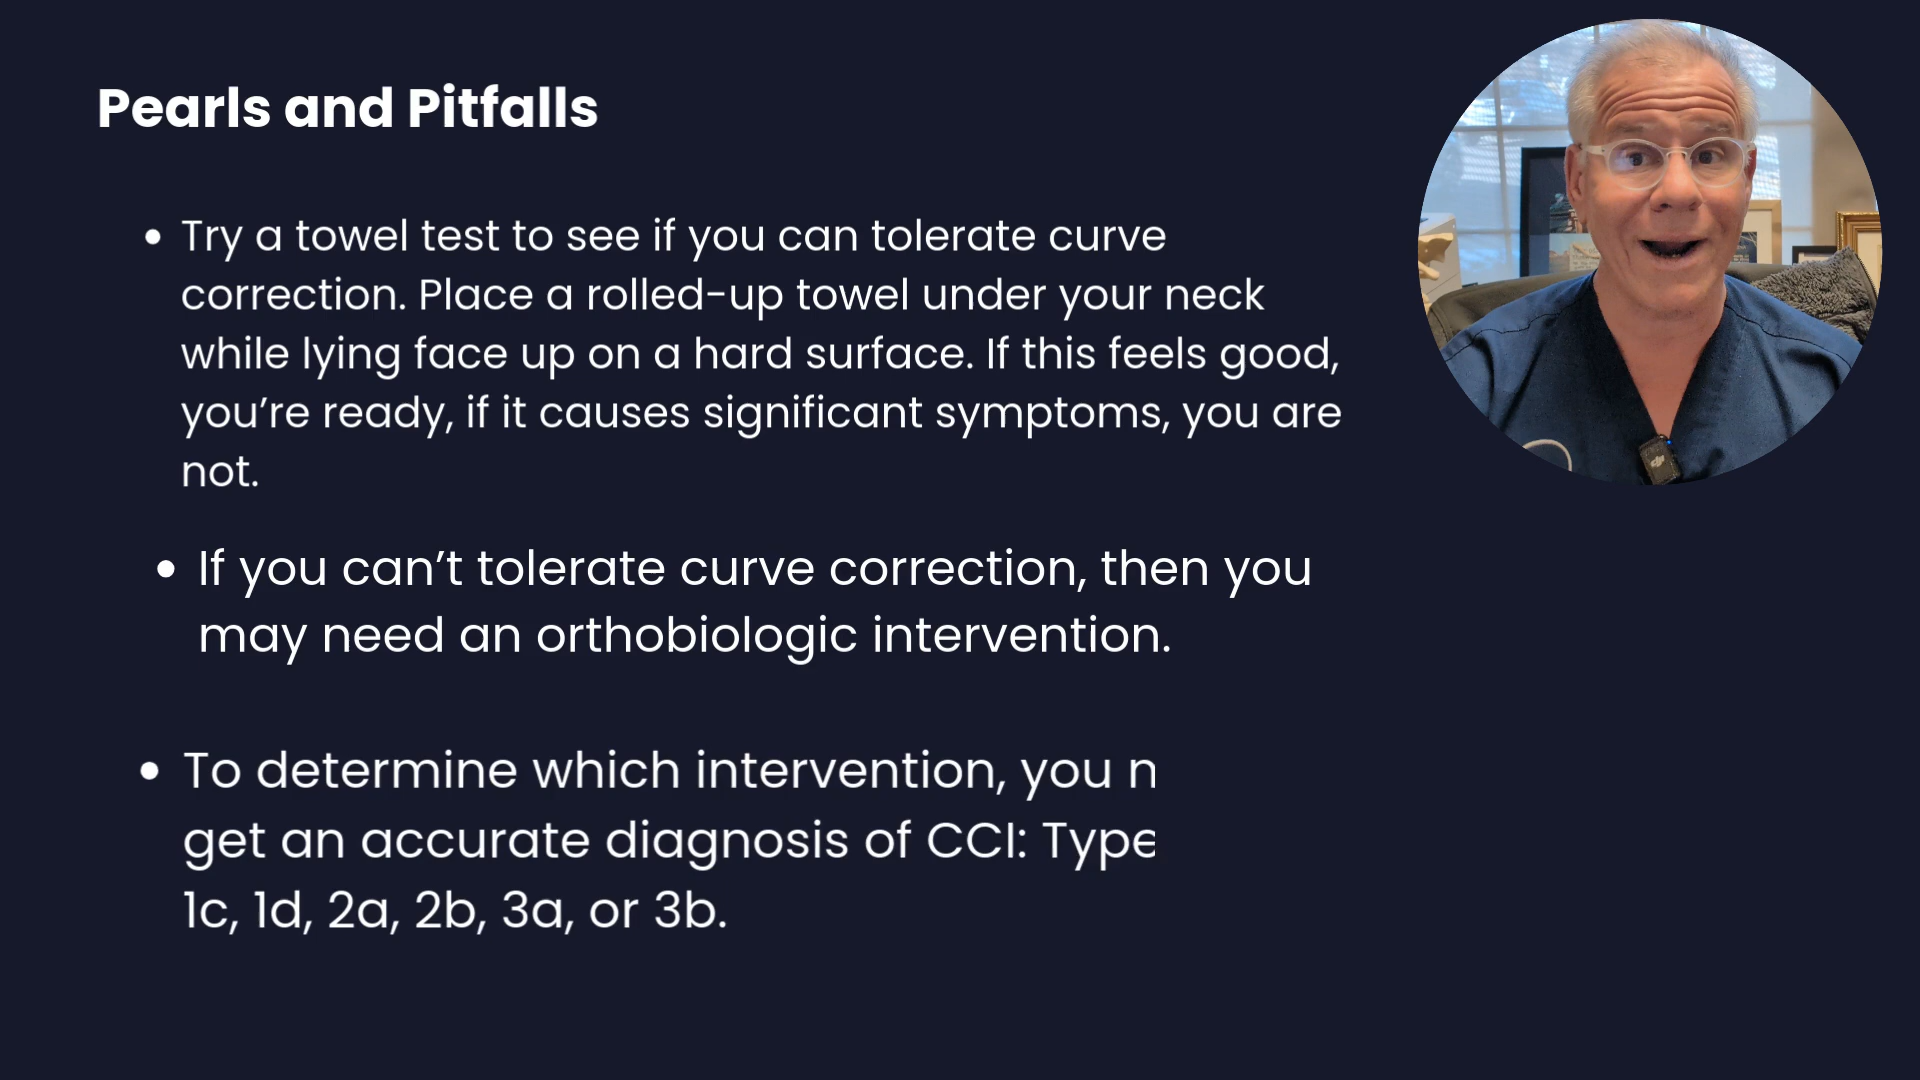 Pearls and Pitfalls
• Try a towel test to see if you can tolerate curve
correction. Place a rolled-up towel under your neck
while lying face up on a hard surface. If this feels good,
you’re ready, if it causes significant symptoms, you are
not.
• If you can’t tolerate curve correction, then you
may need an orthobiologic intervention.
• To determine which intervention, you
get an accurate diagnosis of CCI: Type
1c, 1d, 2a, 2b, 3a, or 3b.